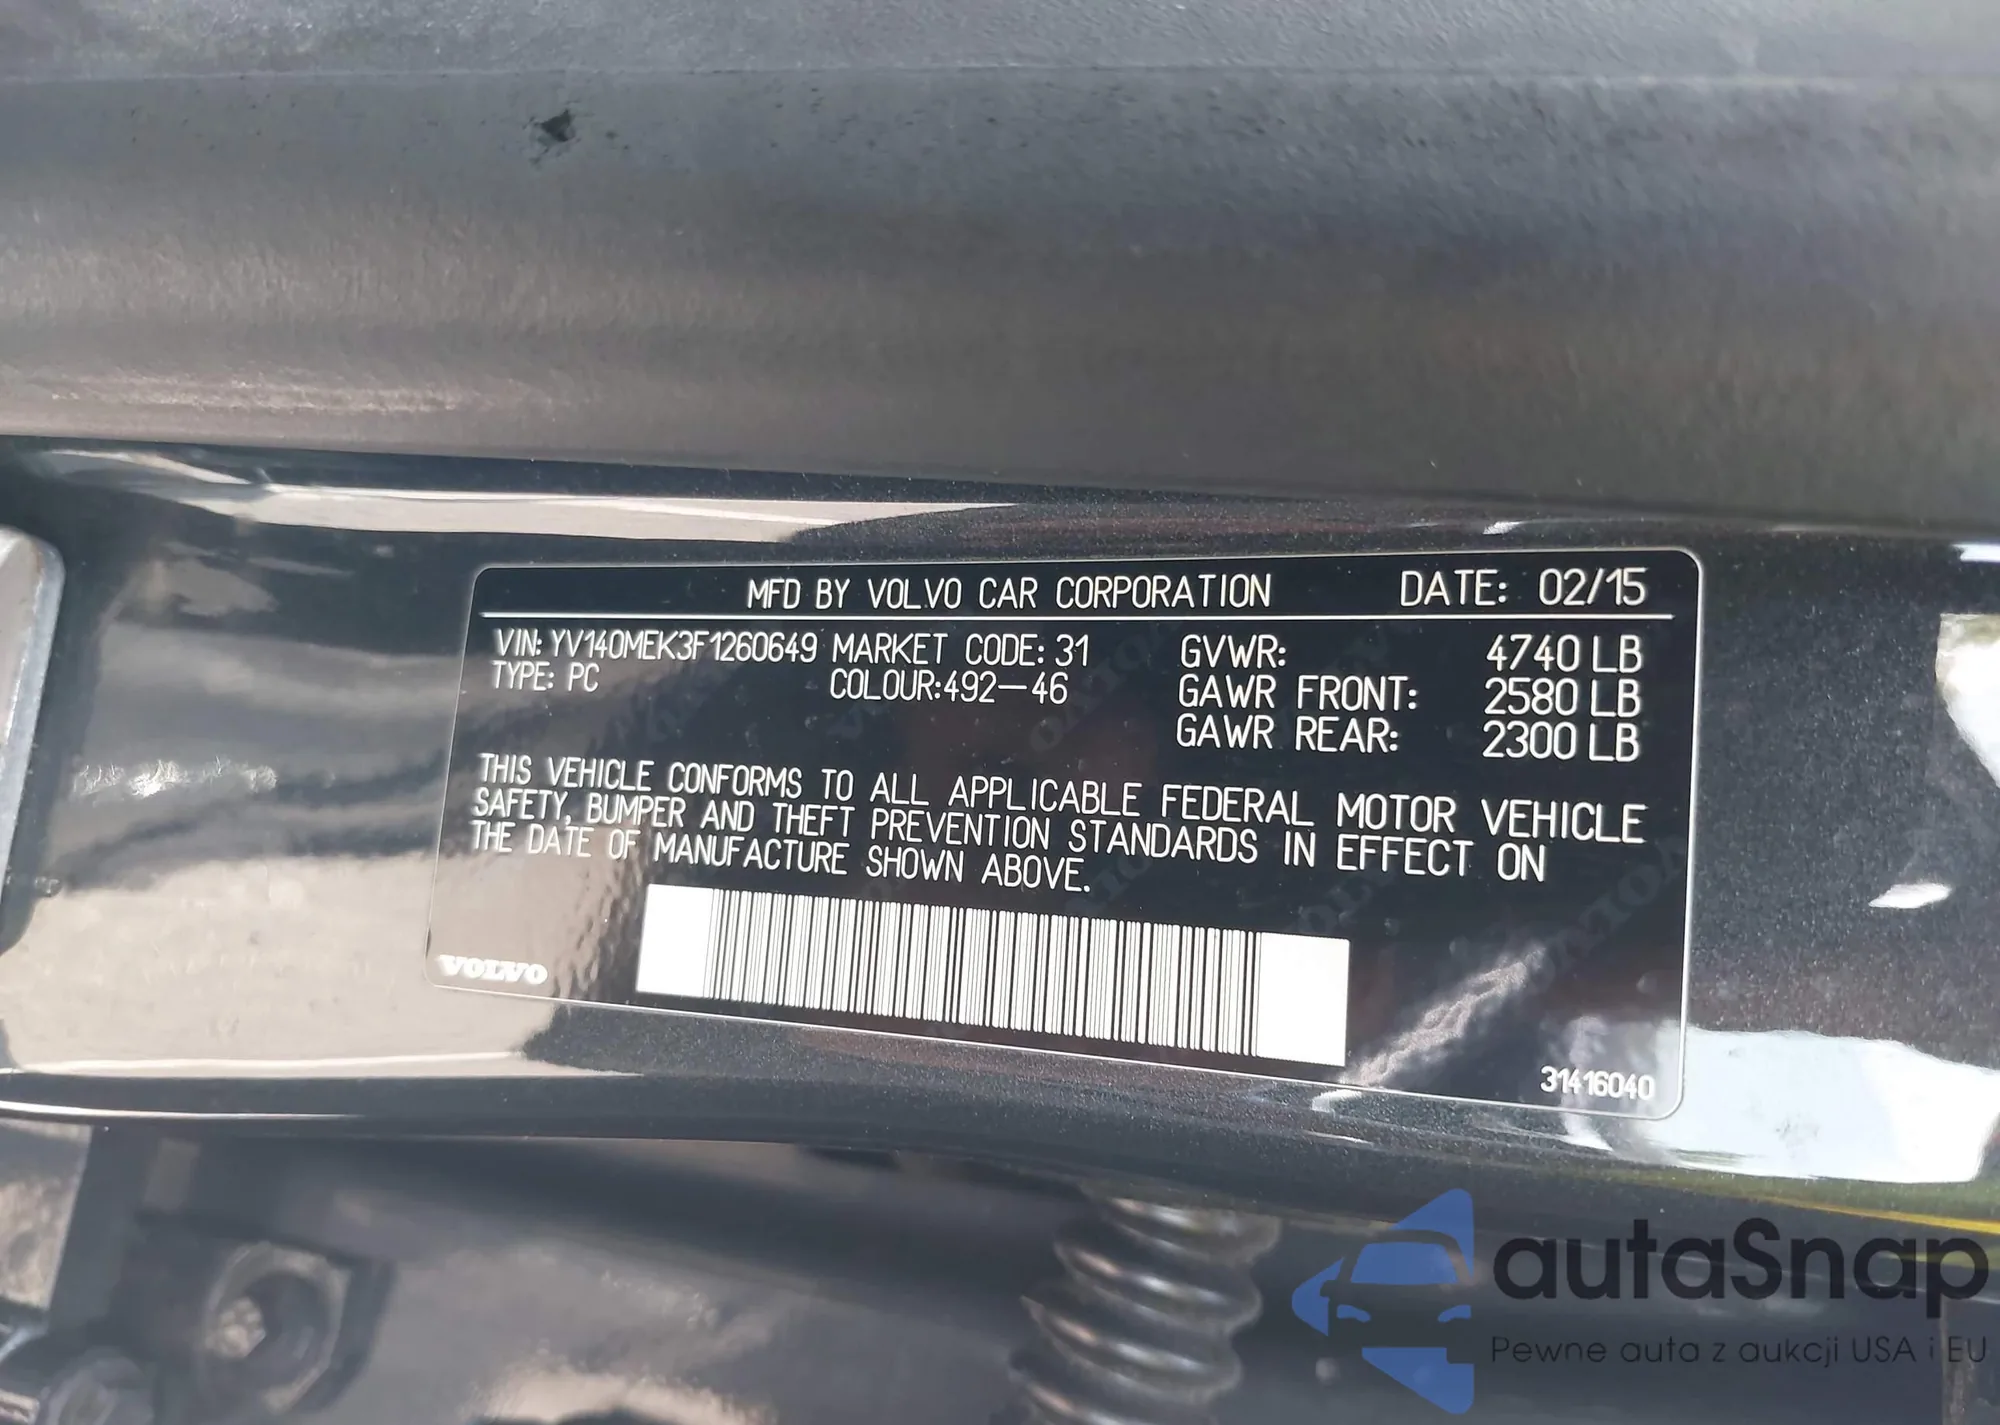 MFD BY VOLVO CAR CORPORATION DATE: 02/15
VIN: YV140MEK3F1260649 MARKET CODE: 31 GVWR: 4740 LB
TYPE: PC COLOUR:492-46 GAWR FRONT: 2580 LB
GAWR REAR: 2300 LB
THIS VEHICLE CONFORMS TO ALL APPLICABLE FEDERAL MOTOR VEHICLE
SAFETY, BUMPER AND THEFT PREVENTION STANDARDS IN EFFECT ON
THE DATE OF MANUFACTURE SHOWN ABOVE.
VOLVO
31416040
autaSnap
Pewne auta z aukcji USA i EU